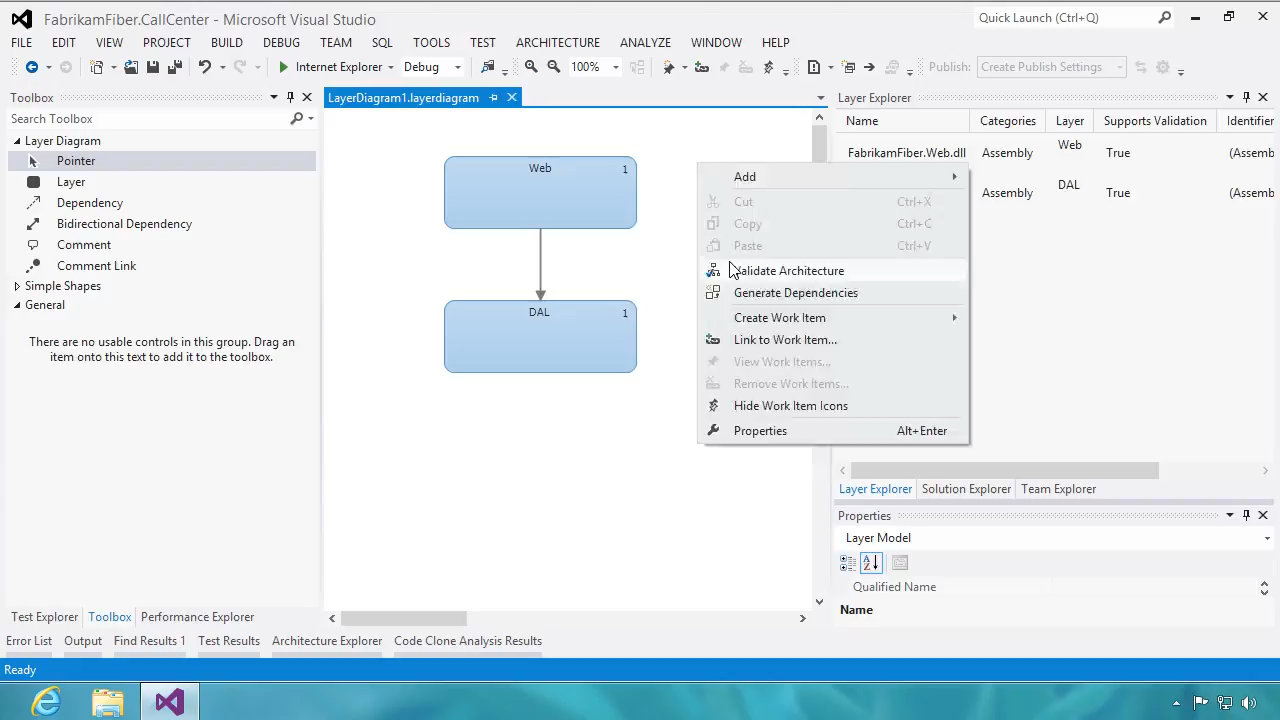 FabrikamFiber.CallCenter - Microsoft Visual Studio
Quick Launch (Ctrl+Q)
FILE EDIT VIEW PROJECT BUILD DEBUG TEAM SQL TOOLS TEST ARCHITECTURE ANALYZE WINDOW HELP
Internet Explorer Debug 100% Publish: Create Publish Settings
Toolbox
Search Toolbox
Layer Diagram
Pointer
Layer
Dependency
Bidirectional Dependency
Comment
Comment Link
Simple Shapes
General
There are no usable controls in this group. Drag an
item onto this text to add it to the toolbox.
Test Explorer Toolbox Performance Explorer
LayerDiagram1.layerdiagram
Web 1
DAL 1
Add
Cut Ctrl+X
Copy Ctrl+C
Paste Ctrl+V
Validate Architecture
Generate Dependencies
Create Work Item
Link to Work Item...
View Work Items...
Remove Work Items...
Hide Work Item Icons
Properties Alt+Enter
Layer Explorer
Name Categories Layer Supports Validation Identifier
FabrikamFiber.Web.dll Assembly Web True (Assemb
Assembly DAL True (Assemb
Layer Explorer Solution Explorer Team Explorer
Properties
Layer Model
Qualified Name
Name
Error List Output Find Results 1 Test Results Architecture Explorer Code Clone Analysis Results
Ready